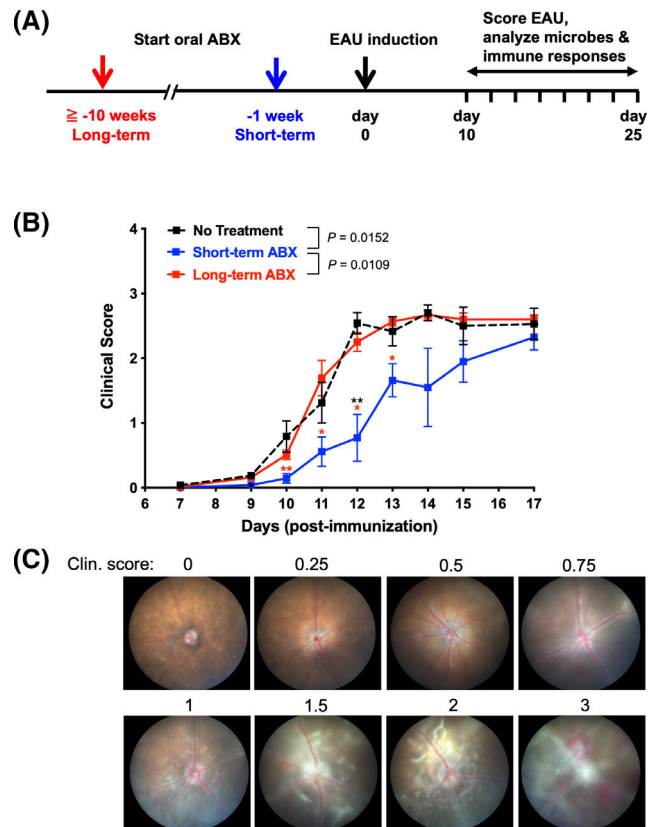 (A)
Start oral ABX
EAU induction
Score EAU,
analyze microbes &
immune responses
≧ -10 weeks
Long-term
-1 week
Short-term
day
0
day
10
day
25
(B)
Clinical Score
4
3
2
1
0
No Treatment
Short-term ABX
Long-term ABX
P = 0.0152
P = 0.0109
**
*
**
*
*
6 7 8 9 10 11 12 13 14 15 16 17
Days (post-immunization)
(C)
Clin. score: 0 0.25 0.5 0.75
1 1.5 2 3